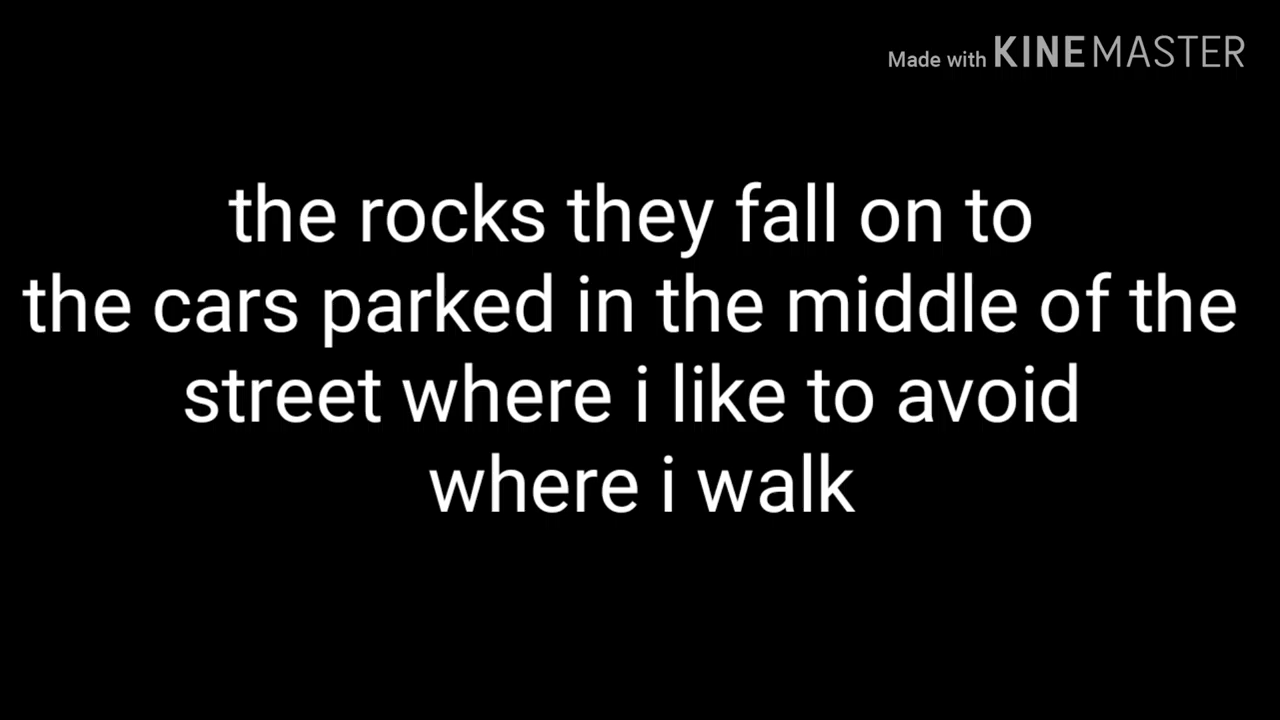 Made with KINEMASTER
the rocks they fall on to
the cars parked in the middle of the
street where i like to avoid
where i walk